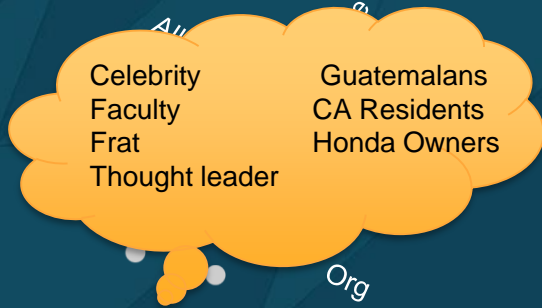 Celebrity
Faculty
Frat
Thought leader
Guatemalans
CA Residents
Honda Owners
Org